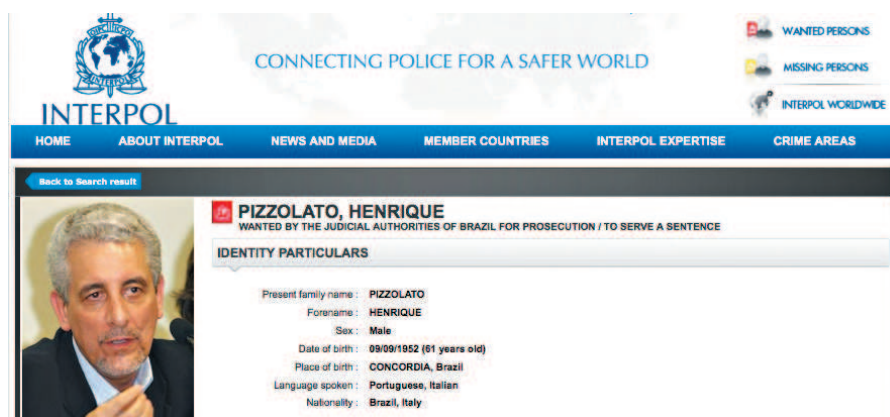 WANTED PERSONS
CONNECTING POLICE FOR A SAFER WORLD
MISSING PERSONS
INTERPOL
INTERPOL WORLDWIDE
HOME ABOUT INTERPOL NEWS AND MEDIA MEMBER COUNTRIES INTERPOL EXPERTISE CRIME AREAS
Back to Search result
PIZZOLATO, HENRIQUE
WANTED BY THE JUDICIAL AUTHORITIES OF BRAZIL FOR PROSECUTION / TO SERVE A SENTENCE
IDENTITY PARTICULARS
Present family name : PIZZOLATO
Forename : HENRIQUE
Sex : Male
Date of birth : 09/09/1952 (61 years old)
Place of birth : CONCORDIA, Brazil
Language spoken : Portuguese, Italian
Nationality : Brazil, Italy